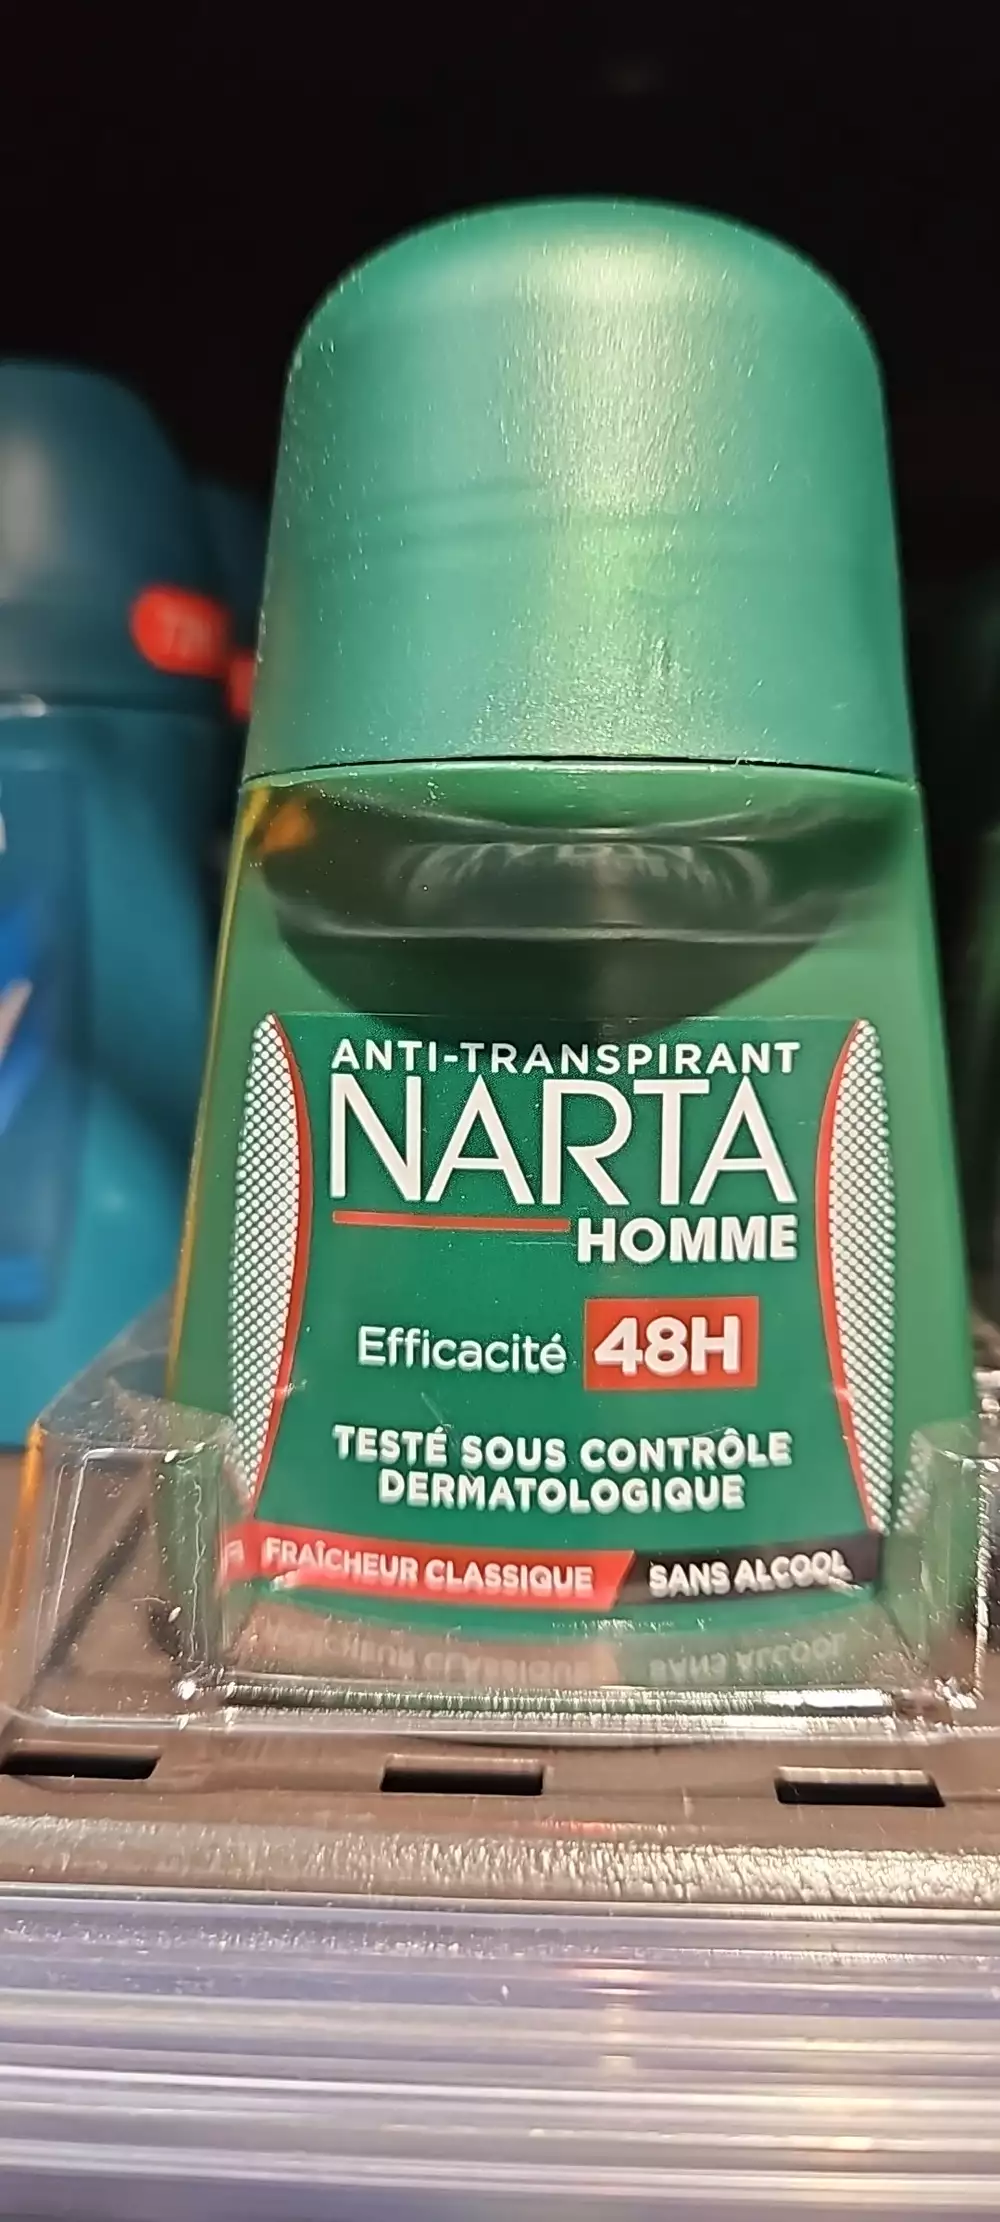 ANTI-TRANSPIRANT
NARTA
HOMME
Efficacité 48H
TESTÉ SOUS CONTRÔLE
DERMATOLOGIQUE
FRAÎCHEUR CLASSIQUE SANS ALCOOL